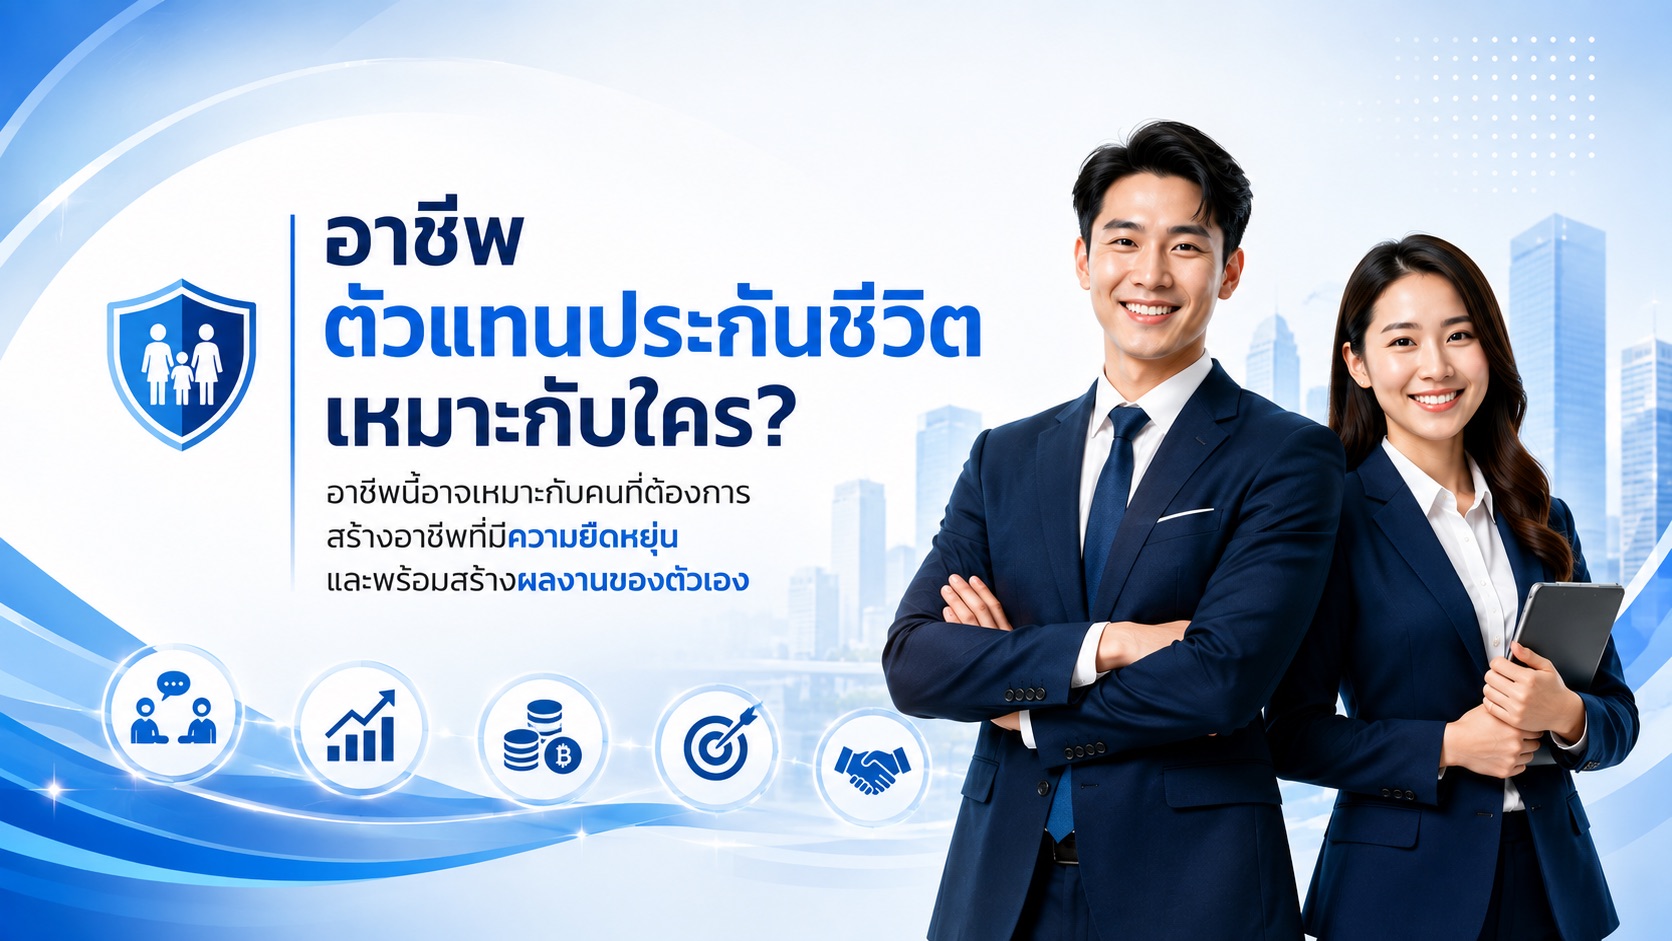 อาชีพ
ตัวแทนประกันชีวิต
เหมาะกับใคร?
อาชีพนี้อาจเหมาะกับคนที่ต้องการ
สร้างอาชีพที่มีความยืดหยุ่น
และพร้อมสร้างผลงานของตัวเอง